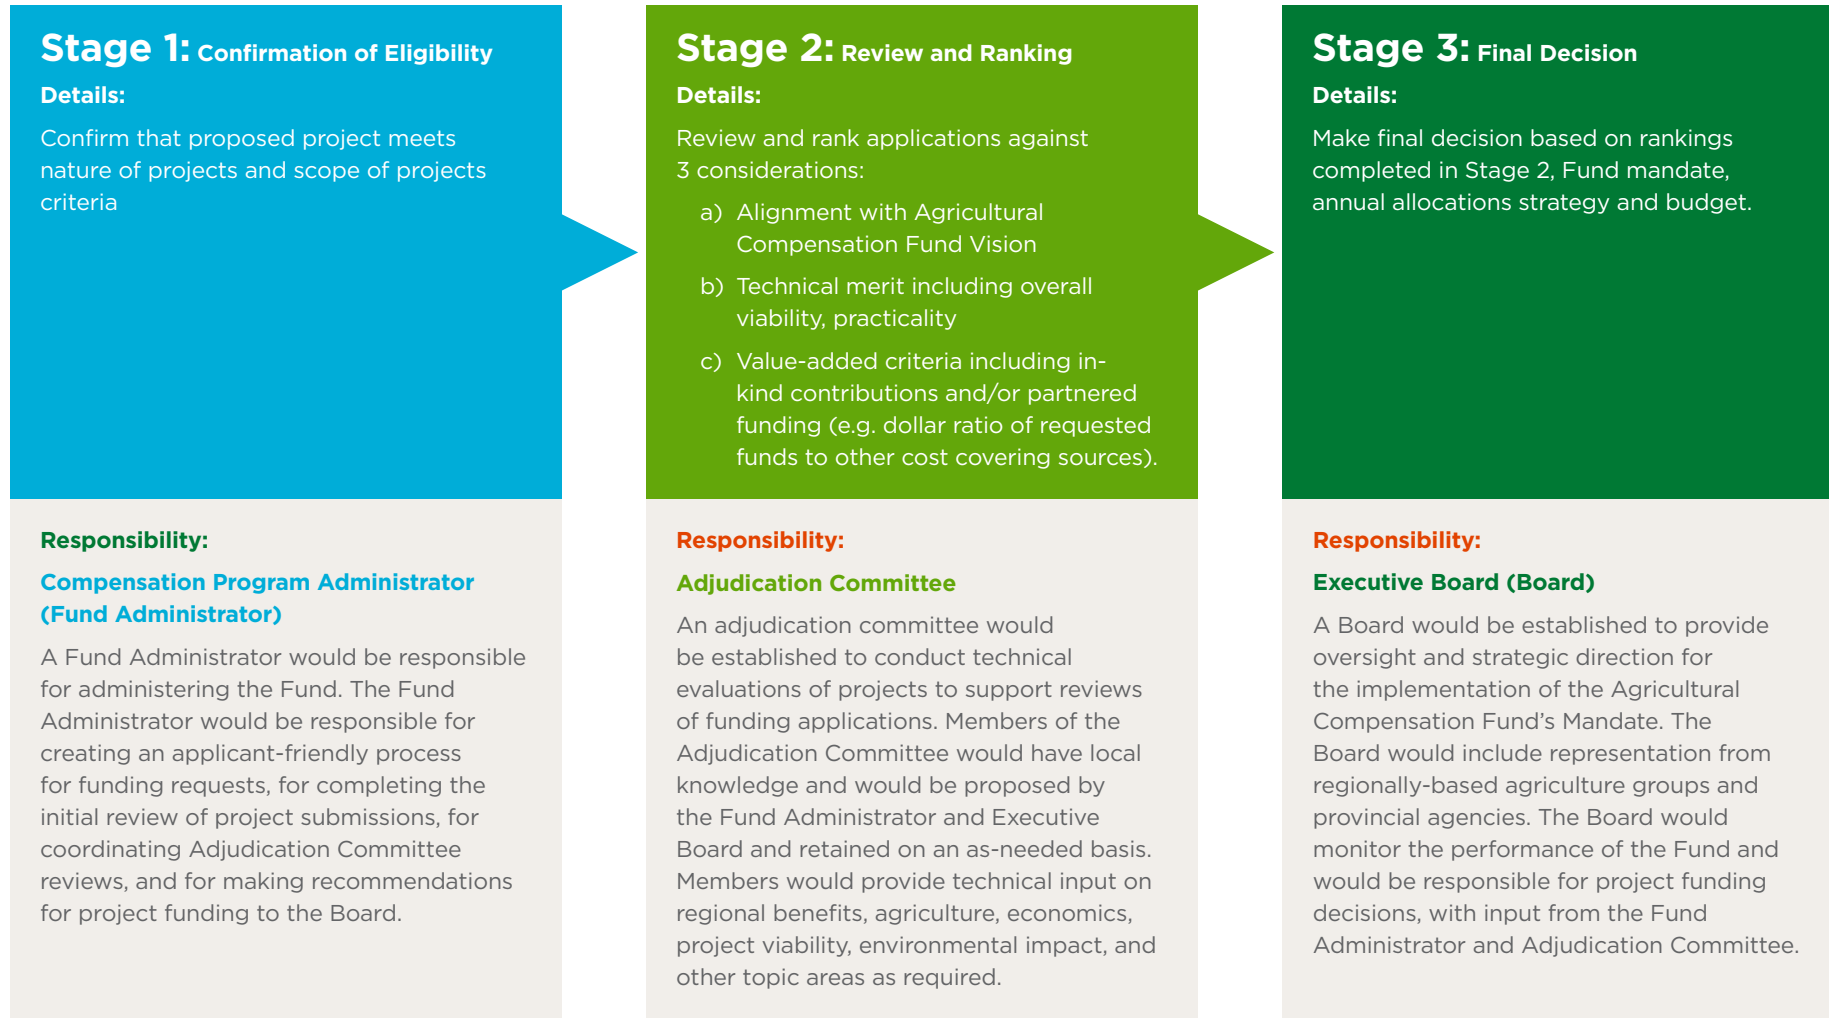 Stage 1: Confirmation of Eligibility
Details:
Confirm that proposed project meets
nature of projects and scope of projects
criteria
Responsibility:
Compensation Program Administrator
(Fund Administrator)
A Fund Administrator would be responsible
for administering the Fund. The Fund
Administrator would be responsible for
creating an applicant-friendly process
for funding requests, for completing the
initial review of project submissions, for
coordinating Adjudication Committee
reviews, and for making recommendations
for project funding to the Board.
Stage 2: Review and Ranking
Details:
Review and rank applications against
3 considerations:
a) Alignment with Agricultural
Compensation Fund Vision
b) Technical merit including overall
viability, practicality
c) Value-added criteria including in-
kind contributions and/or partnered
funding (e.g. dollar ratio of requested
funds to other cost covering sources).
Responsibility:
Adjudication Committee
An adjudication committee would
be established to conduct technical
evaluations of projects to support reviews
of funding applications. Members of the
Adjudication Committee would have local
knowledge and would be proposed by
the Fund Administrator and Executive
Board and retained on an as-needed basis.
Members would provide technical input on
regional benefits, agriculture, economics,
project viability, environmental impact, and
other topic areas as required.
Stage 3: Final Decision
Details:
Make final decision based on rankings
completed in Stage 2, Fund mandate,
annual allocations strategy and budget.
Responsibility:
Executive Board (Board)
A Board would be established to provide
oversight and strategic direction for
the implementation of the Agricultural
Compensation Fund's Mandate. The
Board would include representation from
regionally-based agriculture groups and
provincial agencies. The Board would
monitor the performance of the Fund and
would be responsible for project funding
decisions, with input from the Fund
Administrator and Adjudication Committee.